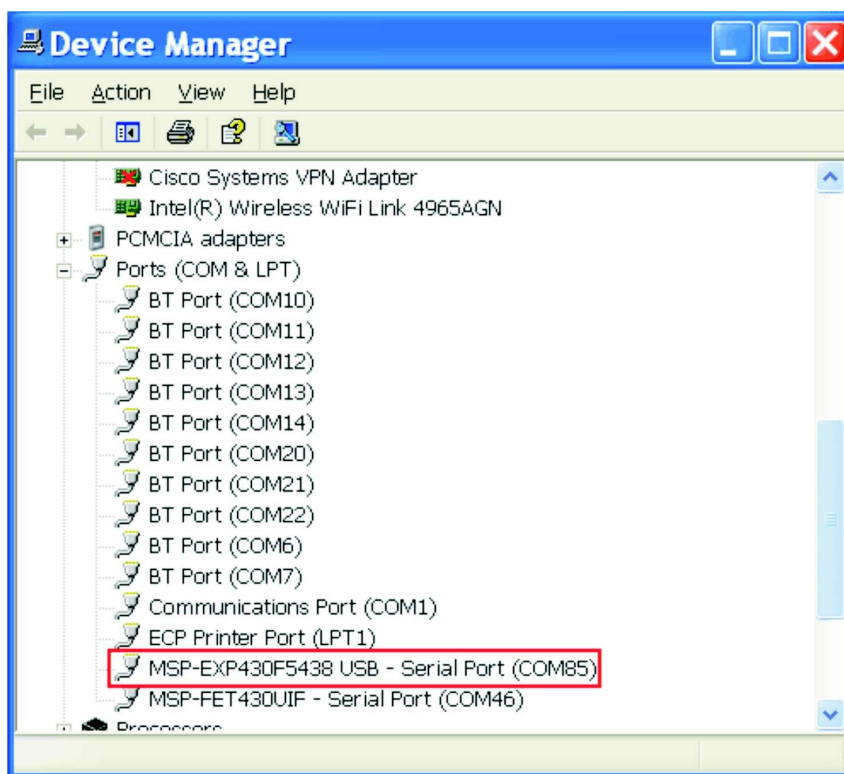 Device Manager
File Action View Help
Cisco Systems VPN Adapter
Intel(R) Wireless WiFi Link 4965AGN
PCMCIA adapters
Ports (COM & LPT)
BT Port (COM10)
BT Port (COM11)
BT Port (COM12)
BT Port (COM13)
BT Port (COM14)
BT Port (COM20)
BT Port (COM21)
BT Port (COM22)
BT Port (COM6)
BT Port (COM7)
Communications Port (COM1)
ECP Printer Port (LPT1)
MSP-EXP430F5438 USB - Serial Port (COM85)
MSP-FET430UIF - Serial Port (COM46)
Processors